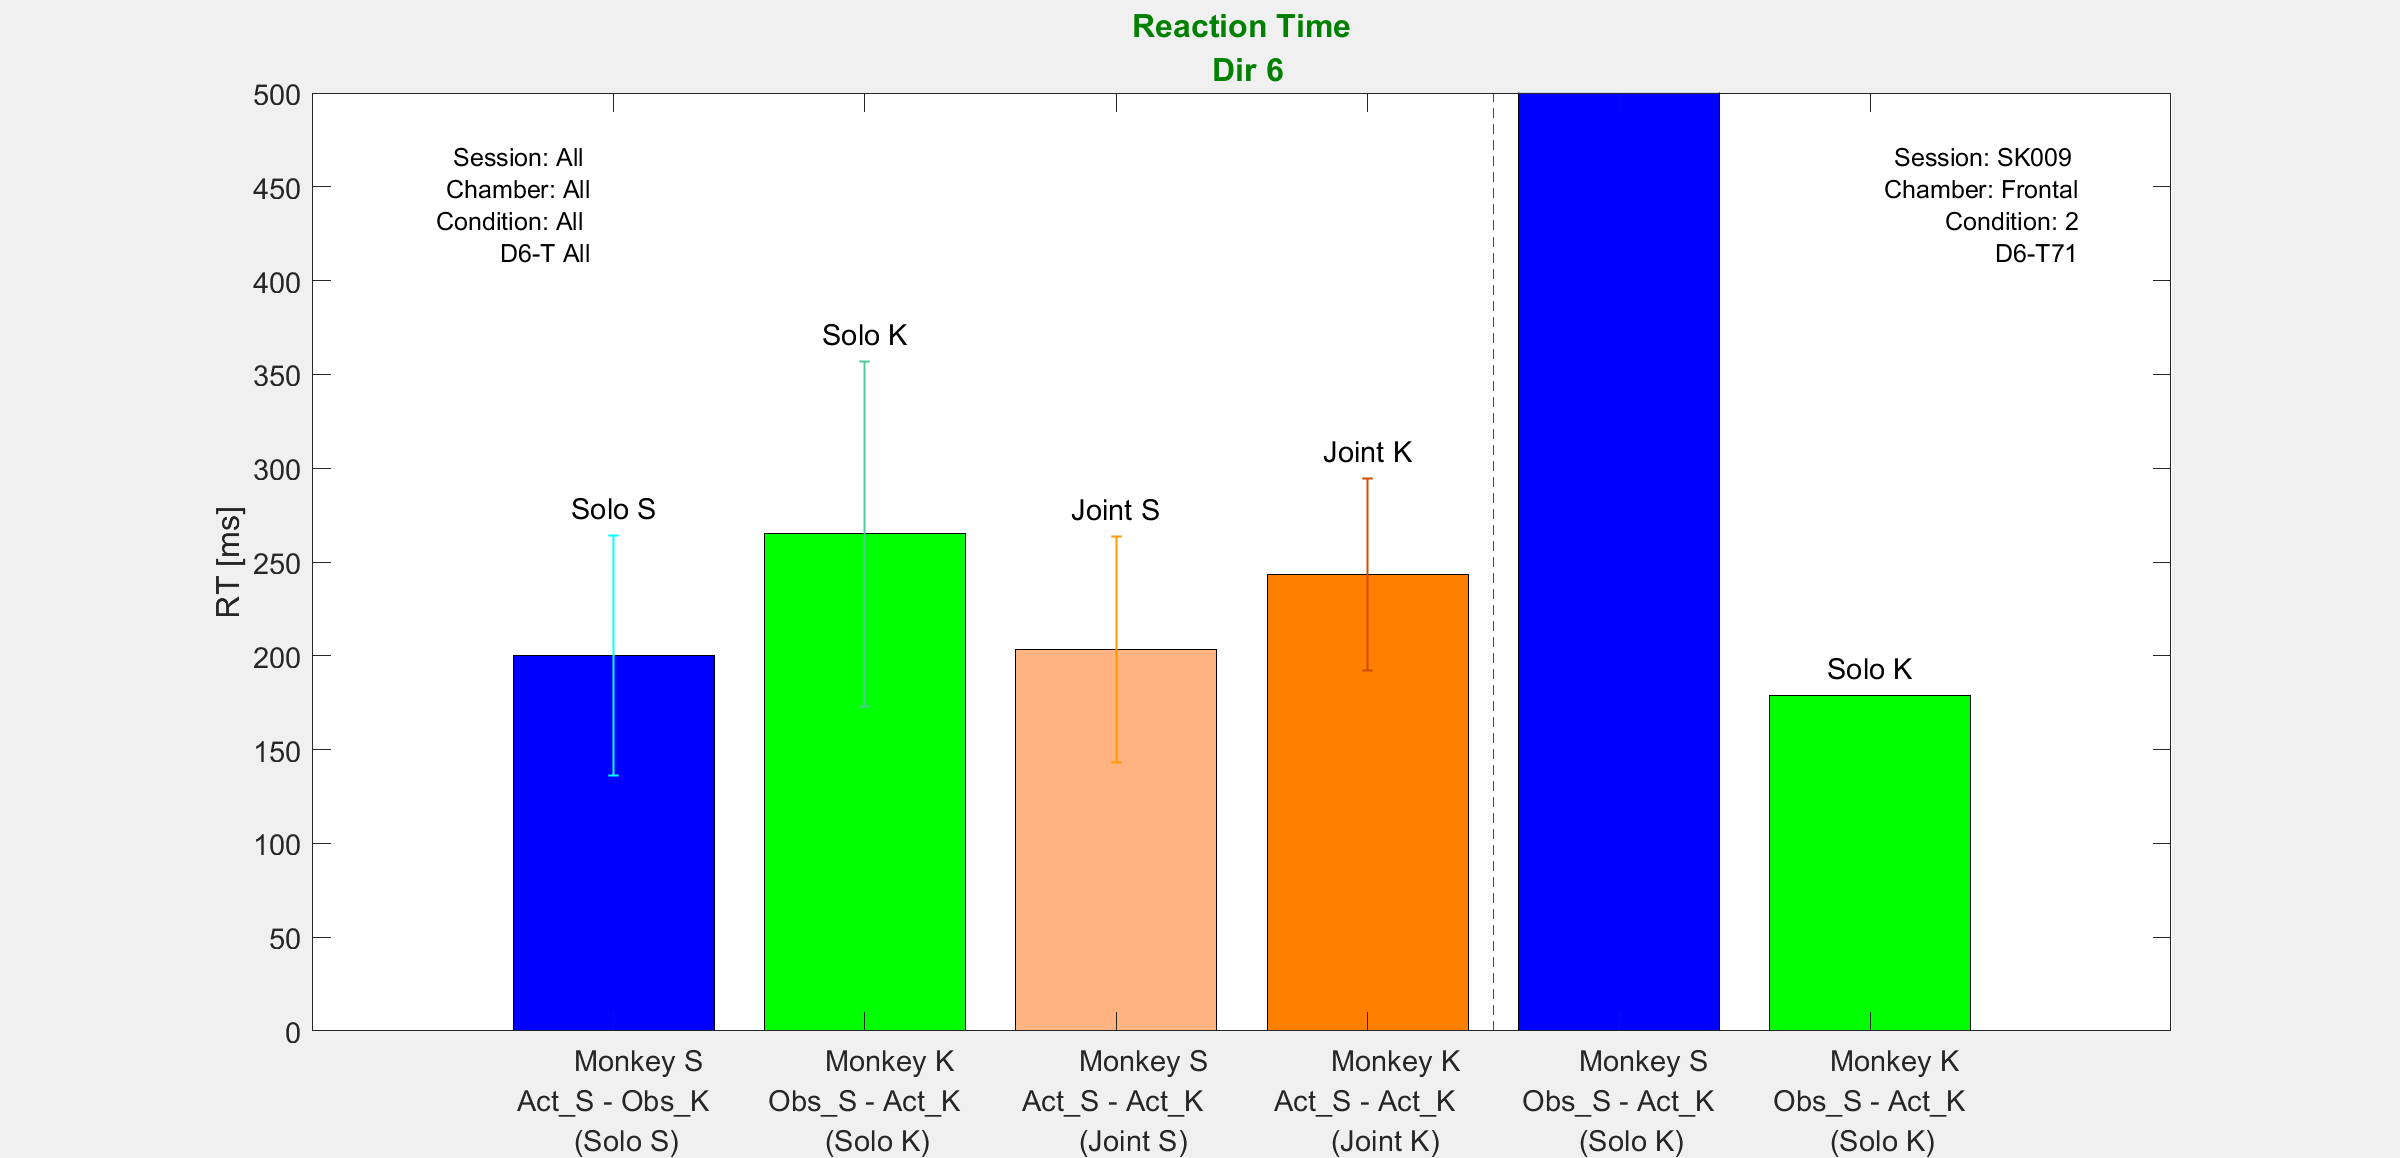 Reaction Time
Dir 6
500
450
400
350
300
250
200
150
100
50
0
RT [ms]
Session: All
Chamber: All
Condition: All
D6-T All
Session: SK009
Chamber: Frontal
Condition: 2
D6-T71
Solo S
Solo K
Joint S
Joint K
Solo K
Monkey S
Act_S - Obs_K
(Solo S)
Monkey K
Obs_S - Act_K
(Solo K)
Monkey S
Act_S - Act_K
(Joint S)
Monkey K
Act_S - Act_K
(Joint K)
Monkey S
Obs_S - Act_K
(Solo K)
Monkey K
Obs_S - Act_K
(Solo K)